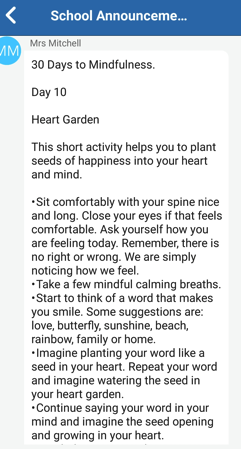 School Announceme...
MM
Mrs Mitchell
30 Days to Mindfulness.
Day 10
Heart Garden
This short activity helps you to plant
seeds of happiness into your heart
and mind.
•Sit comfortably with your spine nice
and long. Close your eyes if that feels
comfortable. Ask yourself how you
are feeling today. Remember, there is
no right or wrong. We are simply
noticing how we feel.
•Take a few mindful calming breaths.
•Start to think of a word that makes
you smile. Some suggestions are:
love, butterfly, sunshine, beach,
rainbow, family or home.
•Imagine planting your word like a
seed in your heart. Repeat your word
and imagine watering the seed in
your heart garden.
•Continue saying your word in your
mind and imagine the seed opening
and growing in your heart.